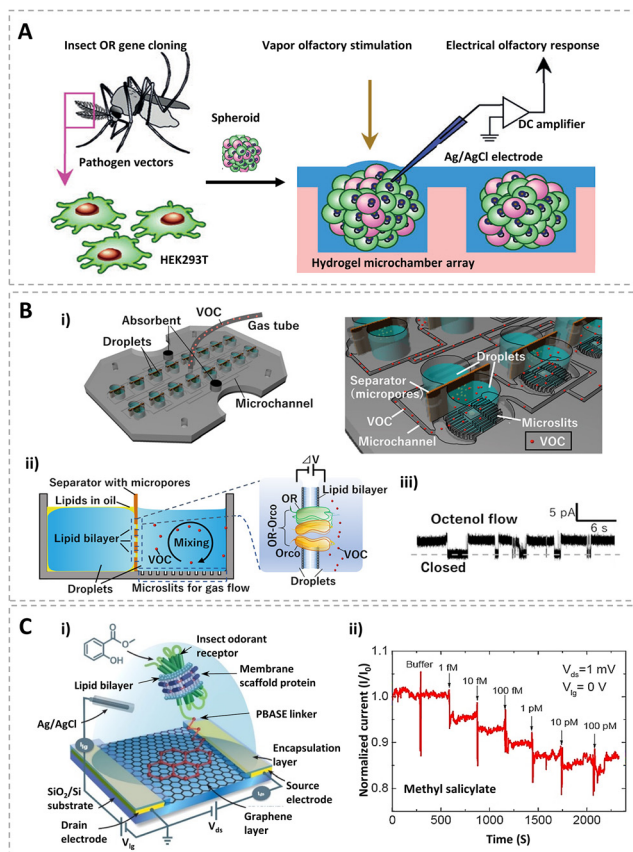 A
Insect OR gene cloning
Vapor olfactory stimulation
Electrical olfactory response
Spheroid
DC amplifier
Ag/AgCl electrode
Pathogen vectors
HEK293T
Hydrogel microchamber array
B
i)
VOC
Absorbent
Gas tube
Droplets
Microchannel
Droplets
Separator
(micropores)
VOC
Microchannel
Microslits
VOC
ii)
Separator with micropores
Lipids in oil
Lipid bilayer
Mixing
VOC
Droplets
Microslits for gas flow
⊿V
Lipid bilayer
OR
OR-Orco
Orco
VOC
Droplets
iii)
5 pA
6 s
Octenol flow
Closed
C
i)
O
O
OH
Insect odorant
receptor
Membrane
scaffold protein
Lipid bilayer
PBASE linker
Ag/AgCl
Encapsulation
layer
SiO2/Si
substrate
Source
electrode
Drain
electrode
Graphene
layer
Vlg
Vds
ii)
Normalized current (I/I0)
1.0
0.9
0.8
Buffer
1 fM
10 fM
100 fM
1 pM
10 pM
100 pM
Vds=1 mV
Vlg= 0 V
Methyl salicylate
0
500
1000
1500
2000
Time (S)